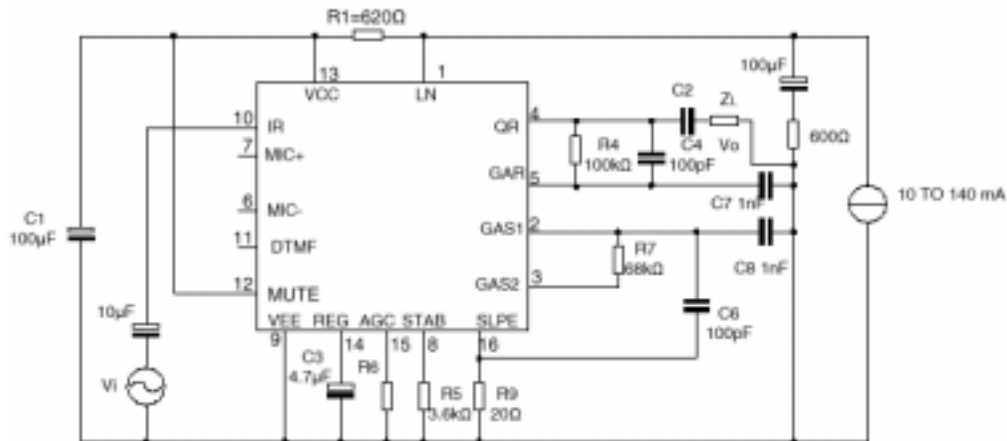 R1=620Ω
13
1
VCC
LN
100µF
C2
ZL
4
10
IR
QR
R4
100kΩ
C4
100pF
Vo
600Ω
7
MIC+
GAR
5
C7 1nF
10 TO 140 mA
6
MIC-
C1
100µF
GAS1
2
11
DTMF
R7
68kΩ
C8 1nF
GAS2
3
12
MUTE
10µF
C6
100pF
VEE
REG
AGC
STAB
SLPE
9
14
15
8
16
C3
4.7µF
R6
R5
3.6kΩ
R9
20Ω
Vi